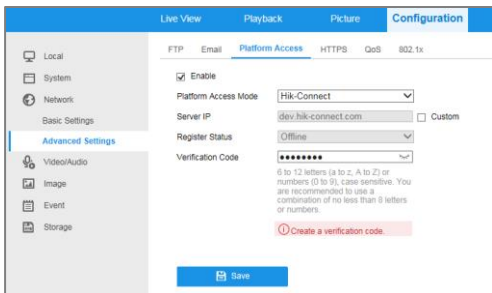 Live View Playback Picture Configuration
FTP Email Platform Access HTTPS QoS 802.1x
Local
System
Network
Basic Settings
Advanced Settings
Video/Audio
Image
Event
Storage
Enable
Platform Access Mode Hik-Connect
Server IP dev.hik-connect.com Custom
Register Status Offline
Verification Code ●●●●●●●●
6 to 12 letters (a to z, A to Z) or
numbers (0 to 9), case sensitive. You
are recommended to use a
combination of no less than 8 letters
or numbers.
Create a verification code.
Save